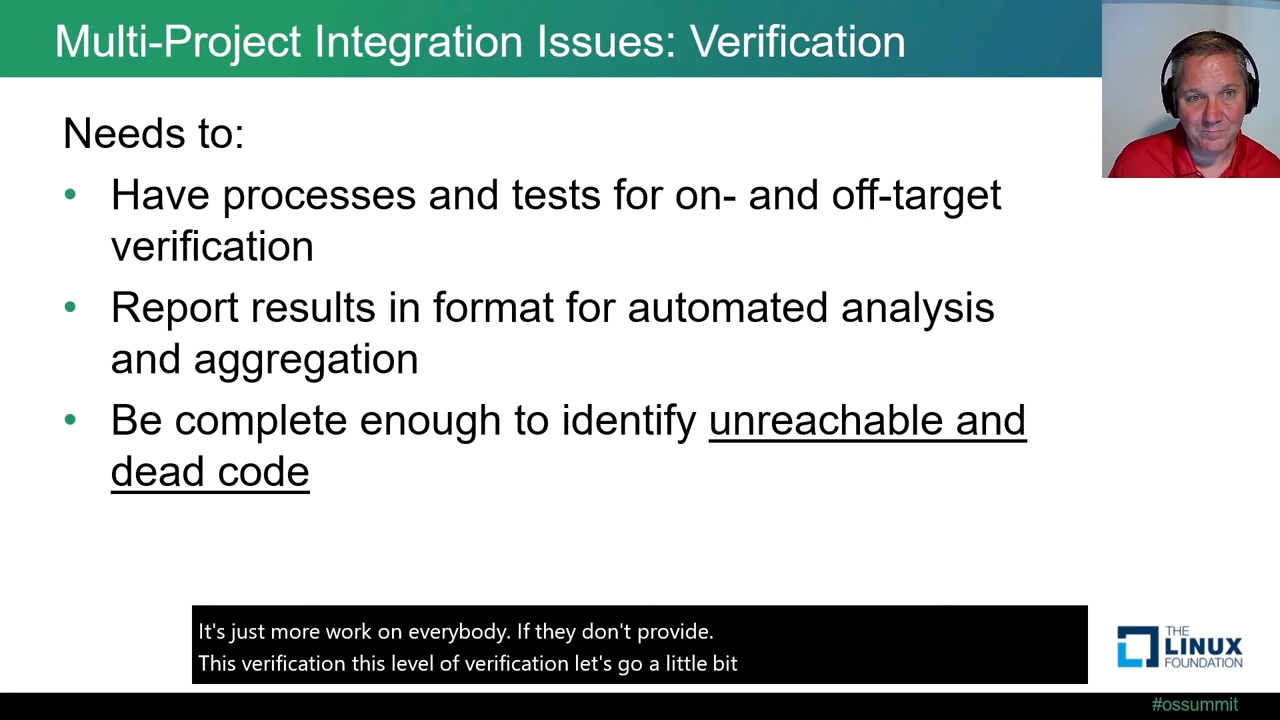 Multi-Project Integration Issues: Verification
Needs to:
• Have processes and tests for on- and off-target
verification
• Report results in format for automated analysis
and aggregation
• Be complete enough to identify unreachable and
dead code
It's just more work on everybody. If they don't provide.
This verification this level of verification let's go a little bit
THE
LINUX
FOUNDATION
#ossummit